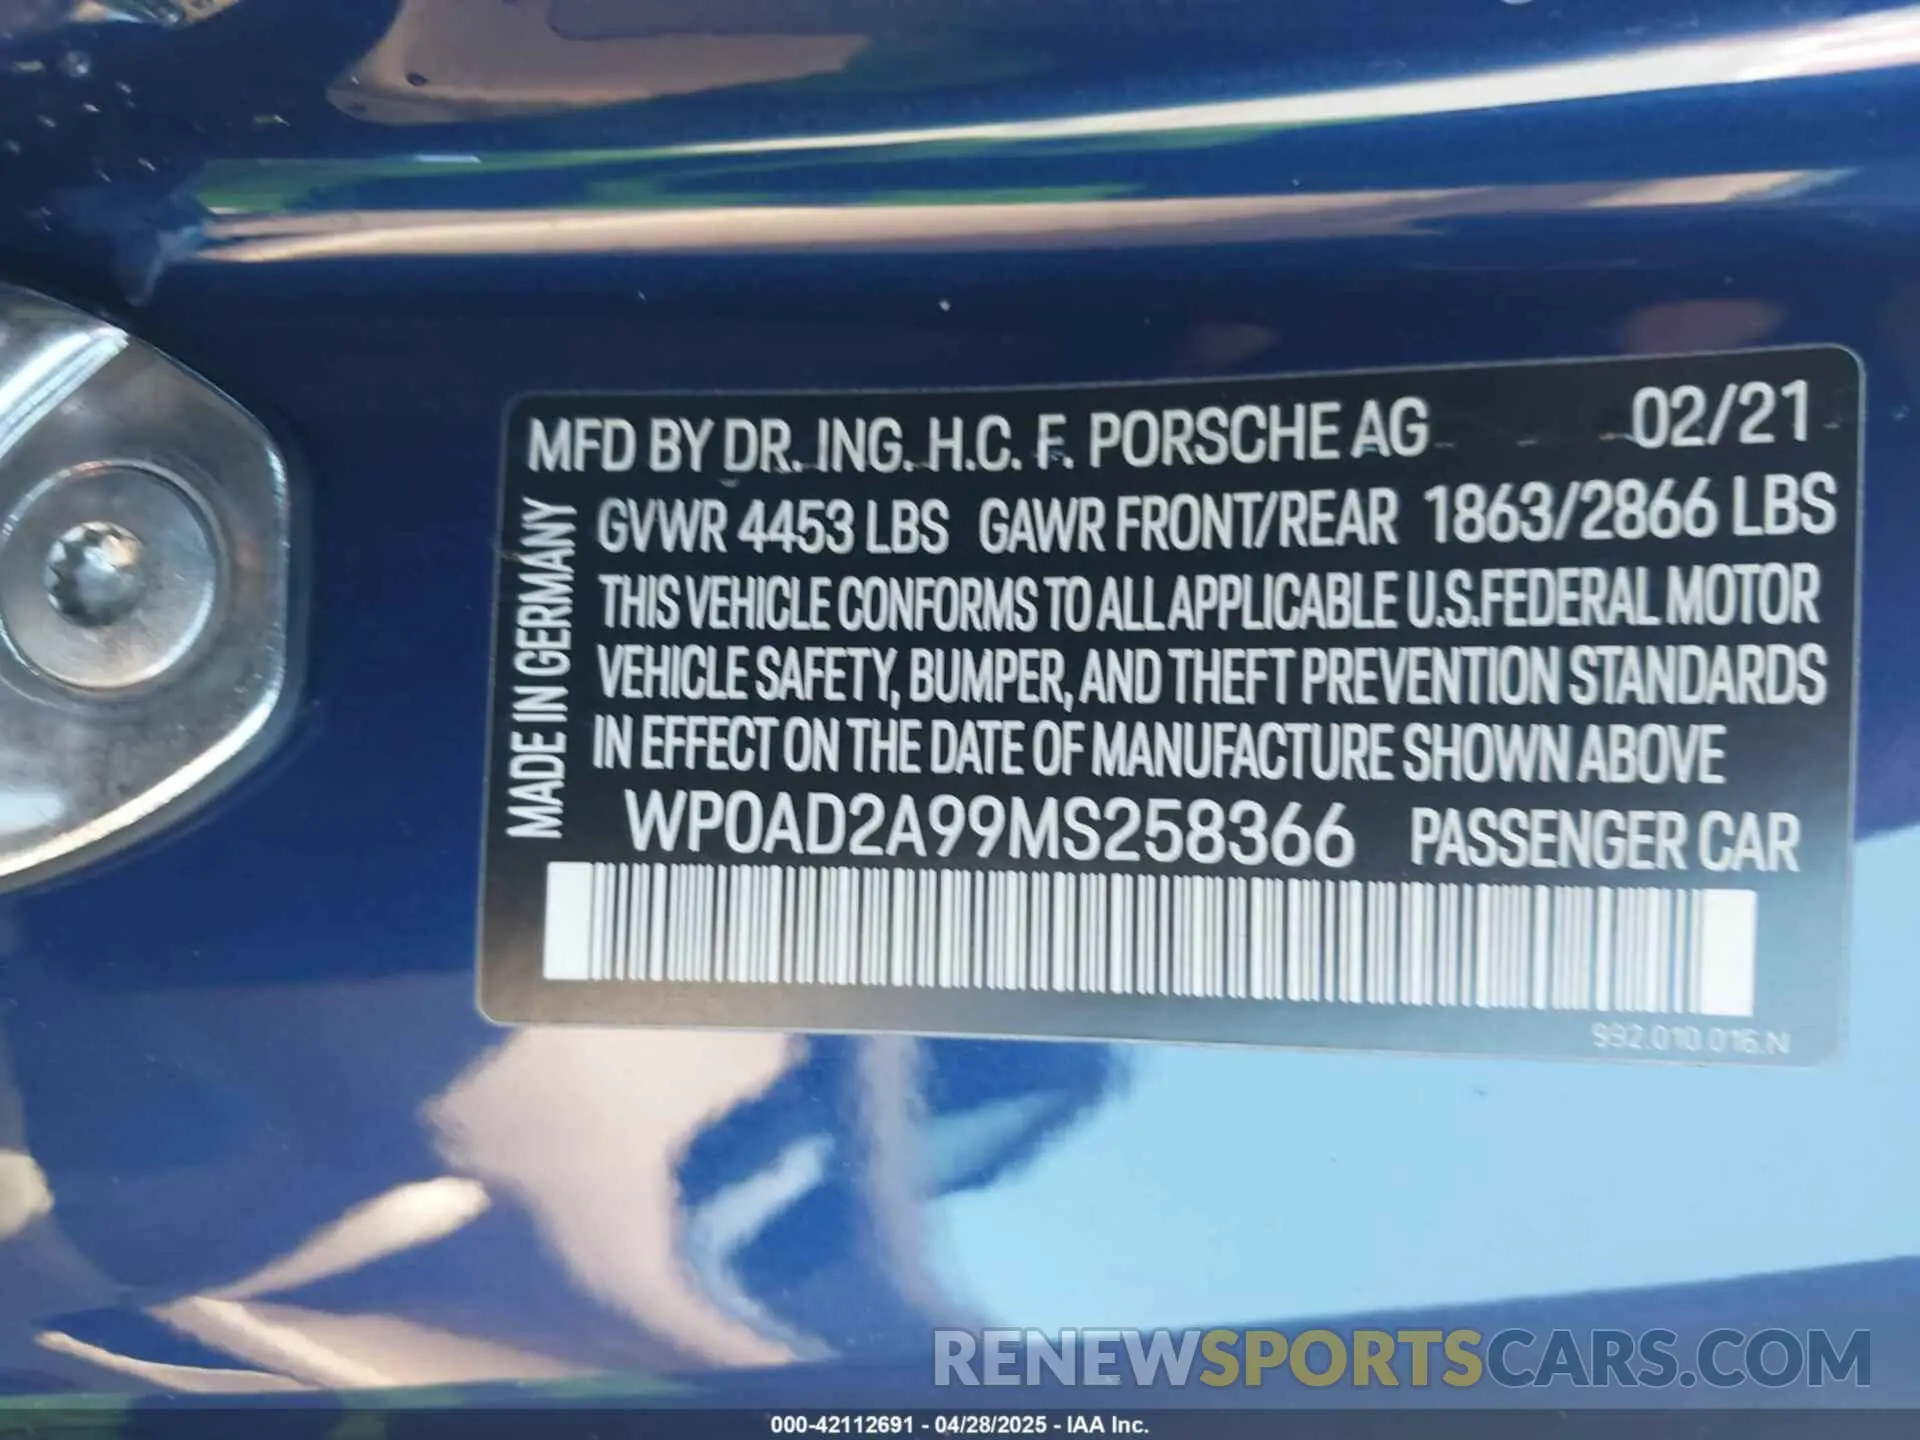 MFD BY DR. ING. H.C. F. PORSCHE AG 02/21
MADE IN GERMANY
GVWR 4453 LBS GAWR FRONT/REAR 1863/2866 LBS
THIS VEHICLE CONFORMS TO ALL APPLICABLE U.S.FEDERAL MOTOR
VEHICLE SAFETY, BUMPER, AND THEFT PREVENTION STANDARDS
IN EFFECT ON THE DATE OF MANUFACTURE SHOWN ABOVE
WP0AD2A99MS258366 PASSENGER CAR
992.010.016.N
RENEWSPORTSCARS.COM
000-42112691 - 04/28/2025 - IAA Inc.